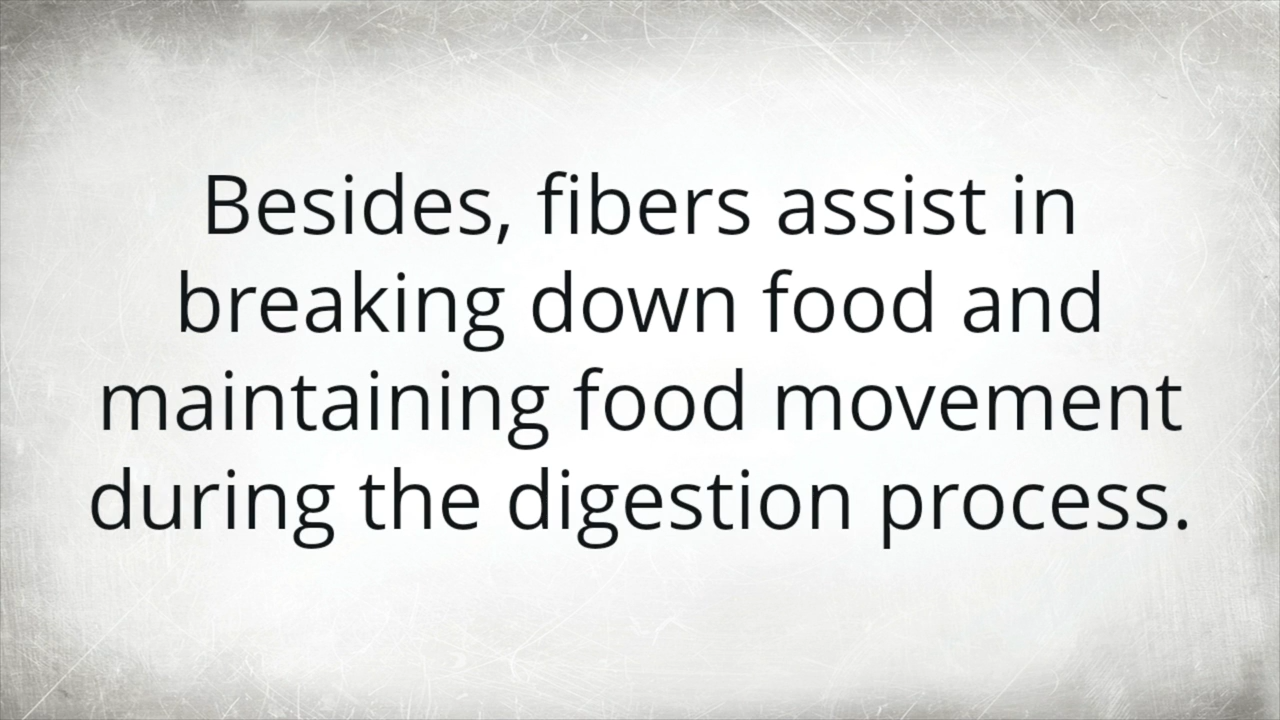 Besides, fibers assist in
breaking down food and
maintaining food movement
during the digestion process.